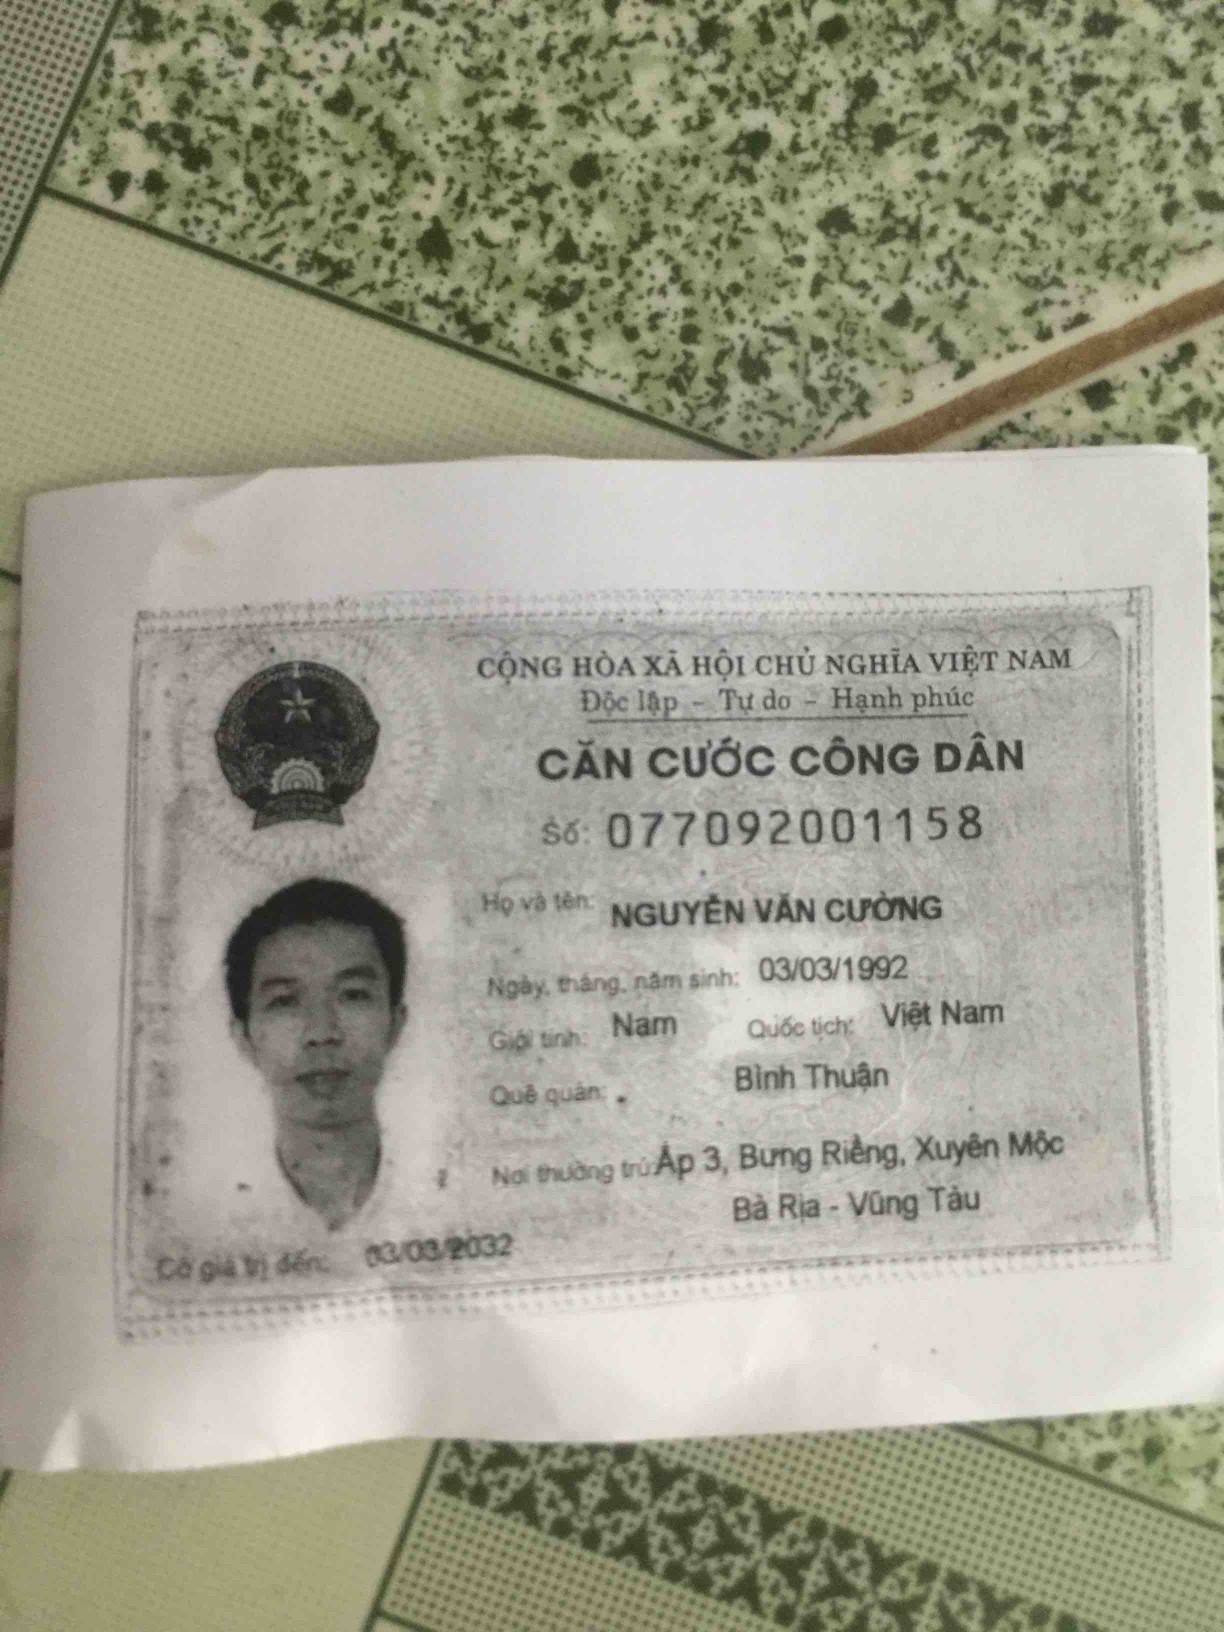 CỘNG HÒA XÃ HỘI CHỦ NGHĨA VIỆT NAM
Độc lập - Tự do - Hạnh phúc
CĂN CƯỚC CÔNG DÂN
Số: 077092001158
Họ và tên: NGUYỄN VĂN CƯỜNG
Ngày, tháng, năm sinh: 03/03/1992
Giới tính: Nam Quốc tịch: Việt Nam
Quê quán: Bình Thuận
Nơi thường trú: Ấp 3, Bưng Riềng, Xuyên Mộc
Bà Rịa - Vũng Tàu
Có giá trị đến: 03/03/2032